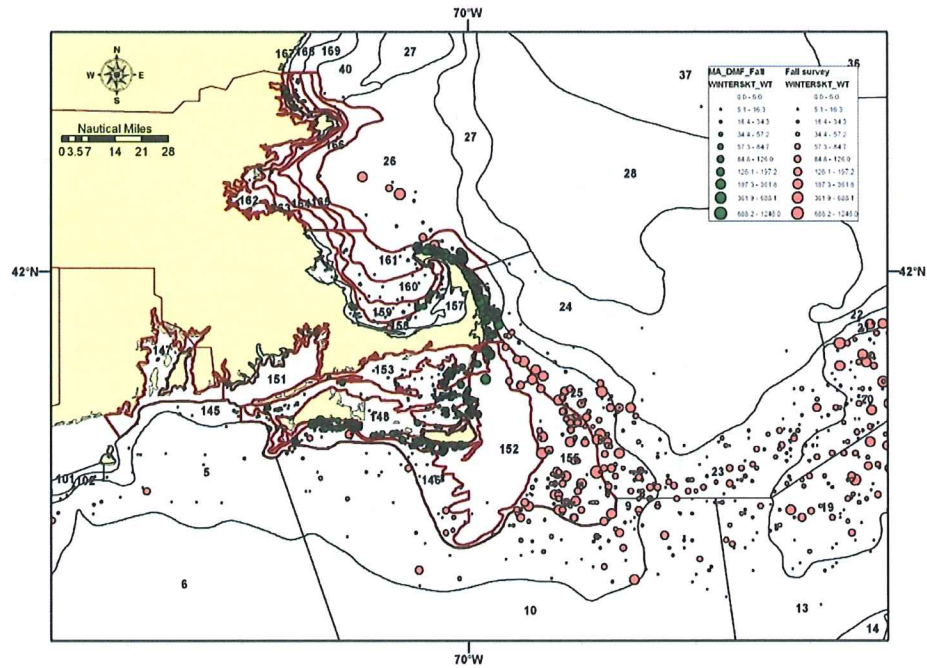 70°W
N
W E
S
Nautical Miles
0 3.5 7 14 21 28
167 168 169
27
40
37
36
MA_DMF_Fall Fall survey
WINTERSKT_WT WINTERSKT_WT
0.0 - 5.0 0.0 - 5.0
5.1 - 16.3 5.1 - 16.3
16.4 - 34.3 16.4 - 34.3
34.4 - 57.2 34.4 - 57.2
57.3 - 84.7 57.3 - 84.7
84.8 - 126.0 84.8 - 126.0
126.1 - 197.2 126.1 - 197.2
197.3 - 361.8 197.3 - 361.8
361.9 - 688.1 361.9 - 688.1
688.2 - 1248.0 688.2 - 1248.0
27
166
26
28
162 163 164 165
42°N
161
42°N
160
157
159
158
24
22
21
147
151
153
25
20
145
148
152
155
101 102
5
146
23
9
19
6
10
13
14
70°W